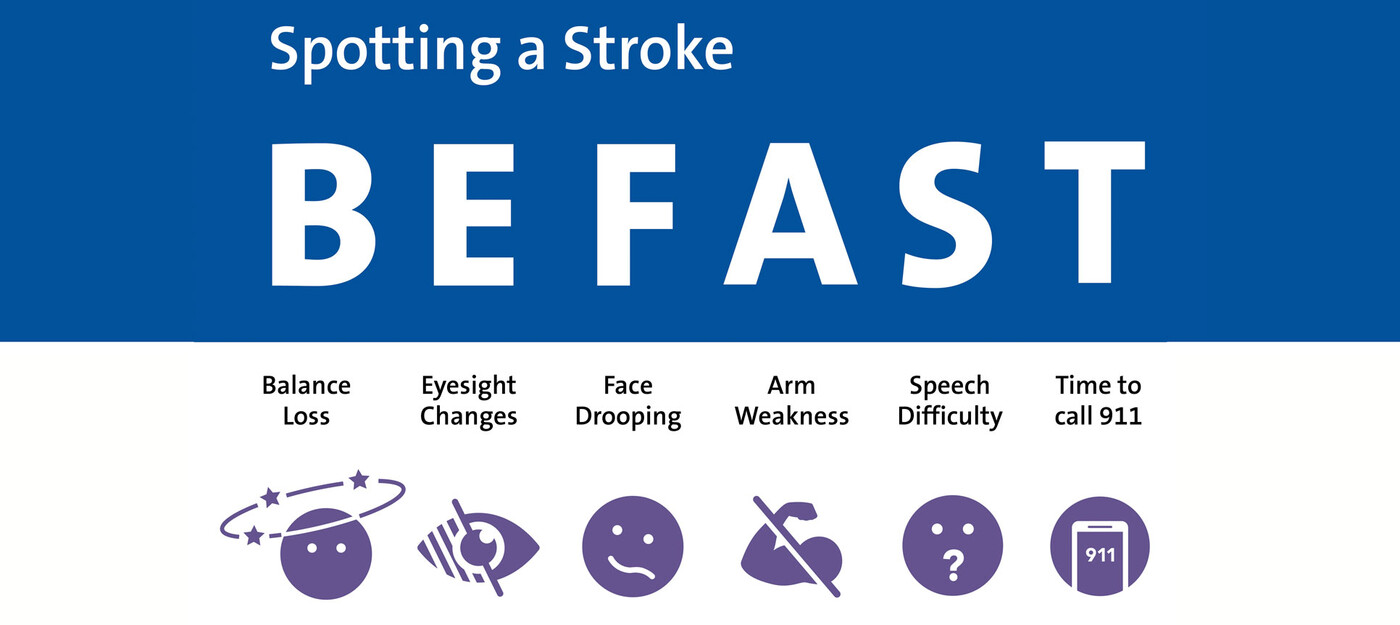 Spotting a Stroke
B E F A S T
Balance Loss
Eyesight Changes
Face Drooping
Arm Weakness
Speech Difficulty
Time to call 911
?
911